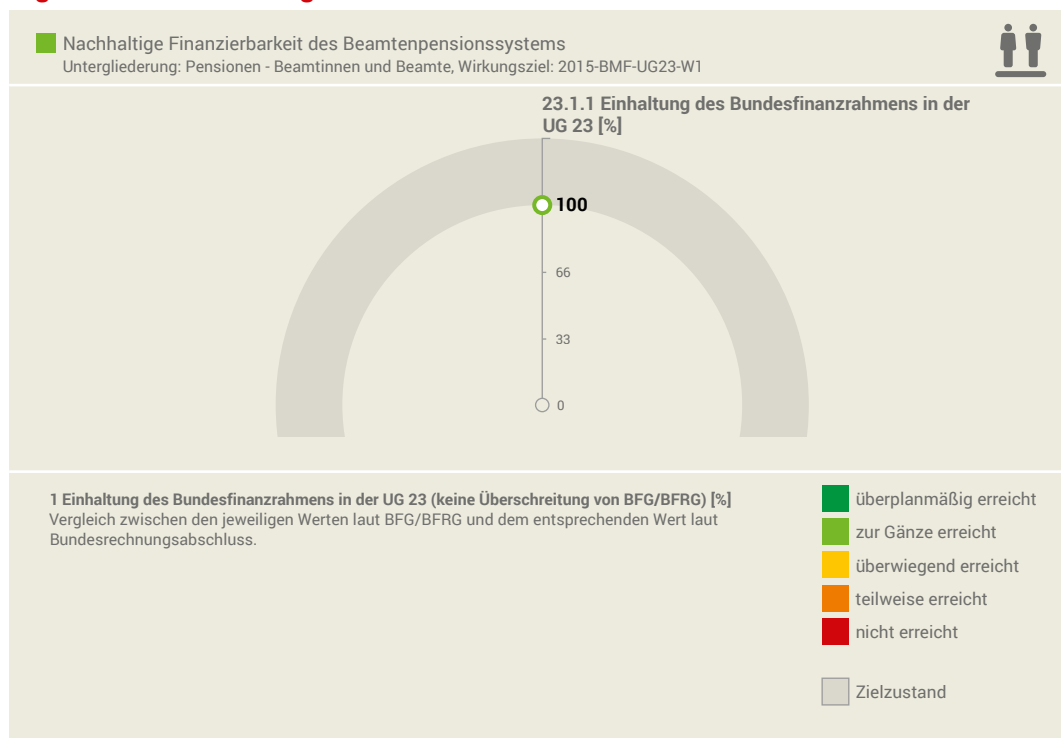 Nachhaltige Finanzierbarkeit des Beamtenpensionssystems
Untergliederung: Pensionen - Beamtinnen und Beamte, Wirkungsziel: 2015-BMF-UG23-W1
23.1.1 Einhaltung des Bundesfinanzrahmens in der
UG 23 [%]
100
66
33
0
1 Einhaltung des Bundesfinanzrahmens in der UG 23 (keine Überschreitung von BFG/BFRG) [%]
Vergleich zwischen den jeweiligen Werten laut BFG/BFRG und dem entsprechenden Wert laut
Bundesrechnungsabschluss.
überplanmäßig erreicht
zur Gänze erreicht
überwiegend erreicht
teilweise erreicht
nicht erreicht
Zielzustand